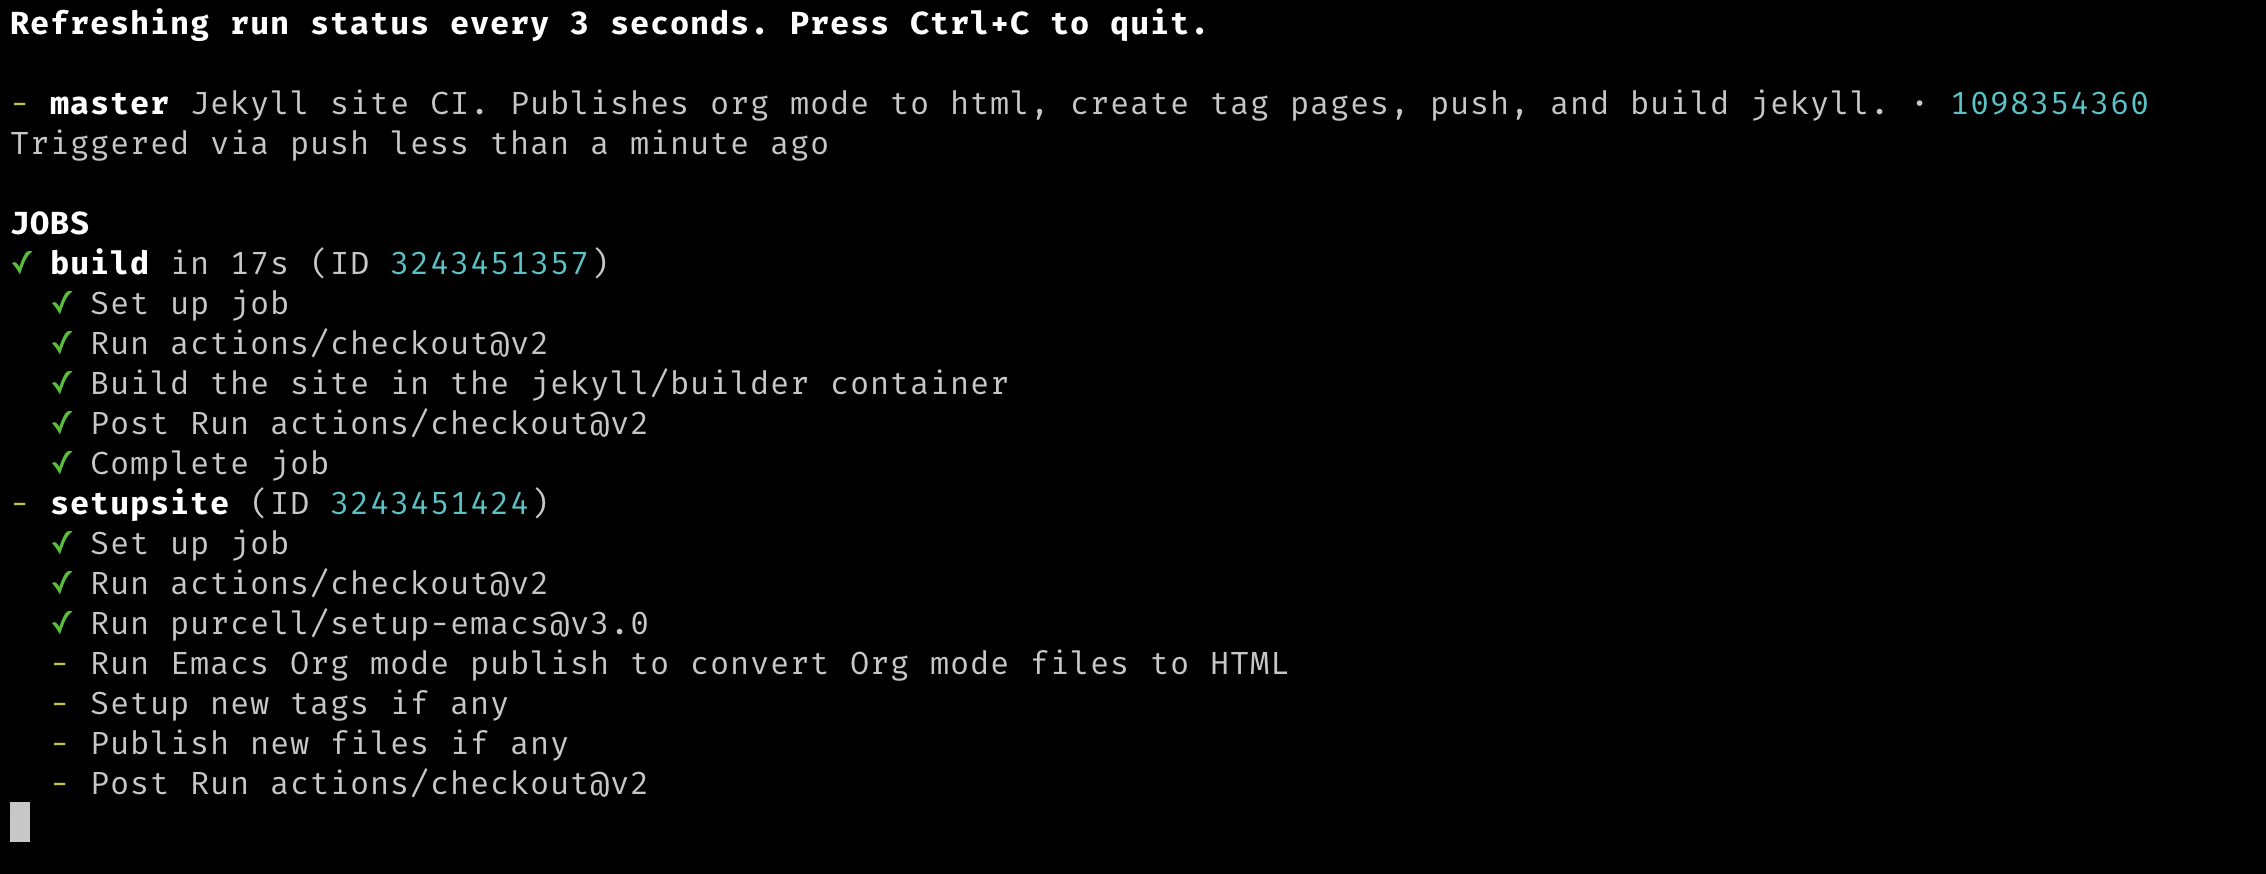 Refreshing run status every 3 seconds. Press Ctrl+C to quit.
- master Jekyll site CI. Publishes org mode to html, create tag pages, push, and build jekyll. · 1098354360
Triggered via push less than a minute ago
JOBS
✓ build in 17s (ID 3243451357)
✓ Set up job
✓ Run actions/checkout@v2
✓ Build the site in the jekyll/builder container
✓ Post Run actions/checkout@v2
✓ Complete job
- setupsite (ID 3243451424)
✓ Set up job
✓ Run actions/checkout@v2
✓ Run purcell/setup-emacs@v3.0
- Run Emacs Org mode publish to convert Org mode files to HTML
- Setup new tags if any
- Publish new files if any
- Post Run actions/checkout@v2